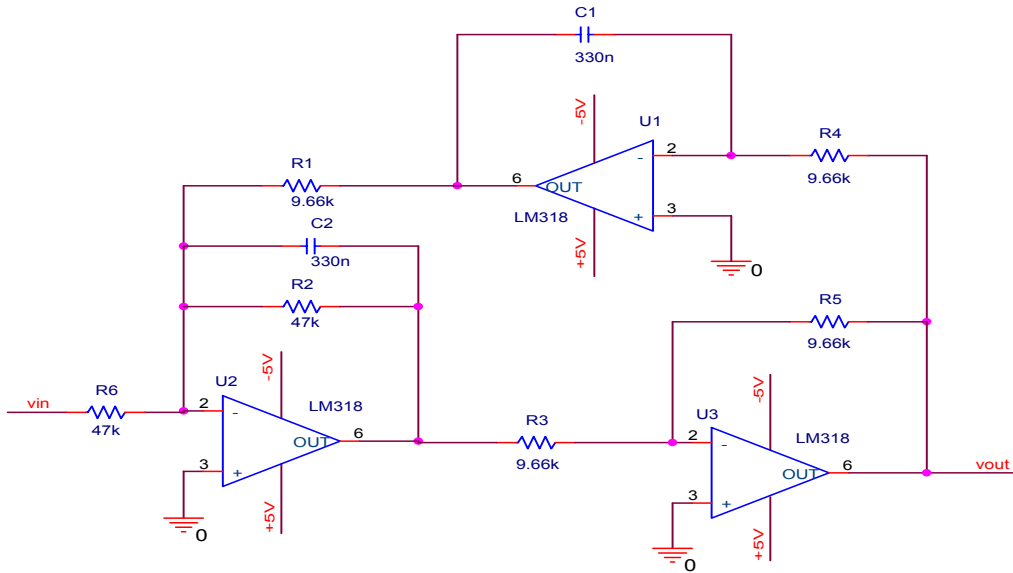 C1
330n
-5V
U1
2
-
R4
9.66k
R1
9.66k
6
OUT
LM318
3
+
+5V
0
C2
330n
R2
47k
R5
9.66k
-5V
U2
LM318
vin
R6
47k
2
-
6
OUT
3
+
+5V
0
R3
9.66k
-5V
U3
LM318
2
-
6
OUT
vout
3
+
+5V
0